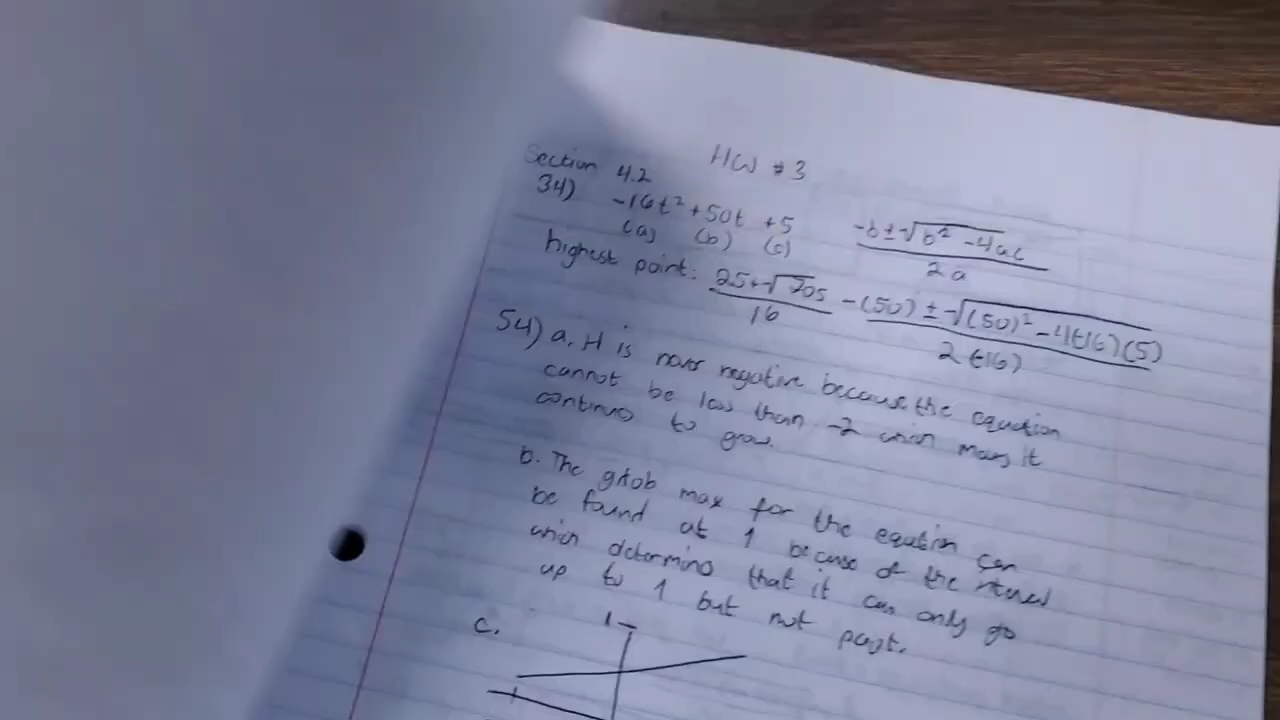 HW #3
Section 4.2
34) -16t² + 50t + 5
(a) (b) (c)
-b ± √b² - 4ac
2a
highest point: 25+√705
16
-(50) ± √(50)² - 4(-16)(5)
2(-16)
54) a. H is never negative because the equation
cannot be less than -2 which means it
continues to grow.
b. The glob max for the equation can
be found at 1 because of the
which determins that it can only go
up to 1 but not past.
c.
1